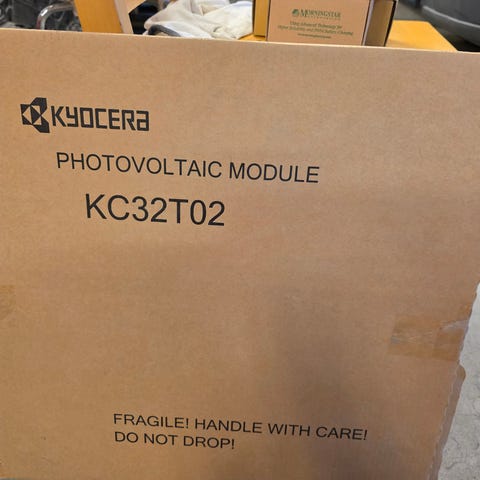 MORNINGSTAR
KYOCERA
PHOTOVOLTAIC MODULE
KC32T02
FRAGILE! HANDLE WITH CARE!
DO NOT DROP!